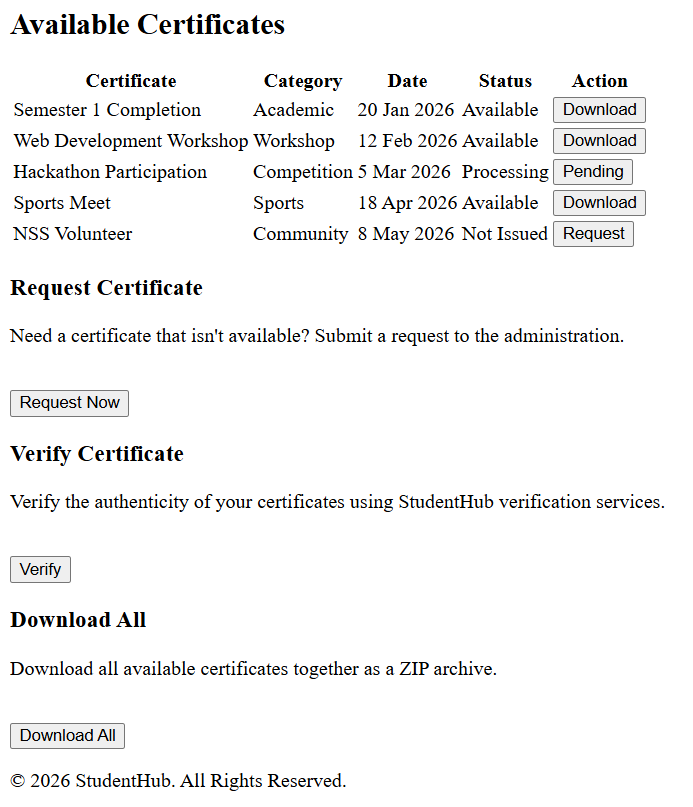 Available Certificates
Certificate Category Date Status Action
Semester 1 Completion Academic 20 Jan 2026 Available Download
Web Development Workshop Workshop 12 Feb 2026 Available Download
Hackathon Participation Competition 5 Mar 2026 Processing Pending
Sports Meet Sports 18 Apr 2026 Available Download
NSS Volunteer Community 8 May 2026 Not Issued Request
Request Certificate
Need a certificate that isn't available? Submit a request to the administration.
Request Now
Verify Certificate
Verify the authenticity of your certificates using StudentHub verification services.
Verify
Download All
Download all available certificates together as a ZIP archive.
Download All
© 2026 StudentHub. All Rights Reserved.